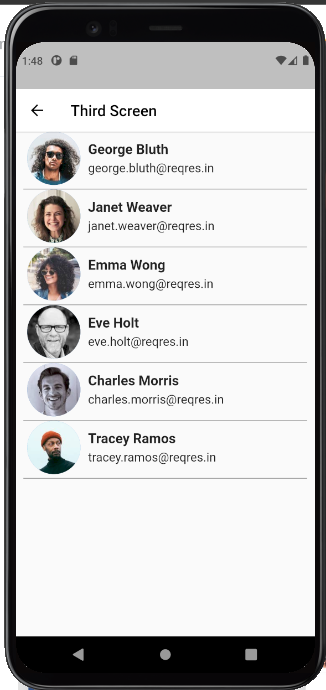 1:48
Third Screen
George Bluth
george.bluth@reqres.in
Janet Weaver
janet.weaver@reqres.in
Emma Wong
emma.wong@reqres.in
Eve Holt
eve.holt@reqres.in
Charles Morris
charles.morris@reqres.in
Tracey Ramos
tracey.ramos@reqres.in